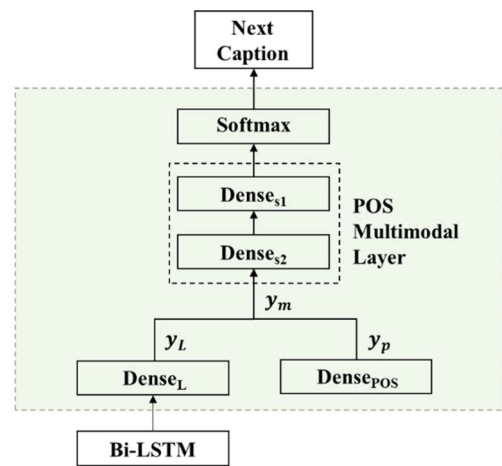 Next
Caption
Softmax
Dense_s1
POS
Multimodal
Layer
Dense_s2
y_m
y_L
y_p
Dense_L
Dense_POS
Bi-LSTM